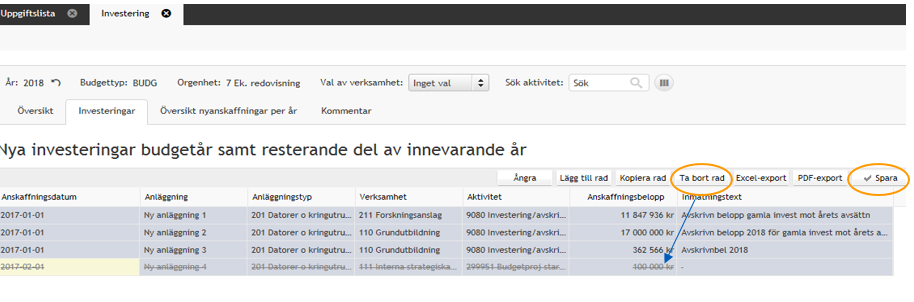 Uppgiftslista Investering
År: 2018 Budgettyp: BUDG Orgenhet: 7 Ek. redovisning Val av verksamhet: Inget val Sök aktivitet: Sök
Översikt Investeringar Översikt nyanskaffningar per år Kommentar
Nya investeringar budgetår samt resterande del av innevarande år
Ångra Lägg till rad Kopiera rad Ta bort rad Excel-export PDF-export Spara
Anskaffningsdatum Anläggning Anläggningstyp Verksamhet Aktivitet Anskaffningsbelopp Inmatningstext
2017-01-01 Ny anläggning 1 201 Datorer o kringutru... 211 Forskningsanslag 9080 Investering/avskri... 11 847 936 kr Avskrivn belopp gamla invest mot årets avsättn
2017-01-01 Ny anläggning 2 201 Datorer o kringutru... 110 Grundutbildning 9080 Investering/avskri... 17 000 000 kr Avskrivn belopp 2018 för gamla invest mot årets a...
2017-01-01 Ny anläggning 3 201 Datorer o kringutru... 110 Grundutbildning 9080 Investering/avskri... 362 566 kr Avskrivnbel 2018
2017-02-01 Ny anläggning 4 201 Datorer o kringutru... 111 Interna strategiska... 299951 Budgetproj star... 100 000 kr -